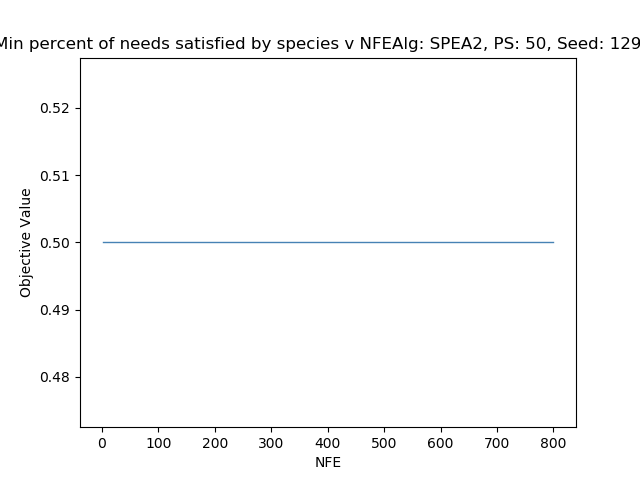 Min percent of needs satisfied by species v NFEAlg: SPEA2, PS: 50, Seed: 129
0.52
0.51
0.50
0.49
0.48
Objective Value
0 100 200 300 400 500 600 700 800
NFE